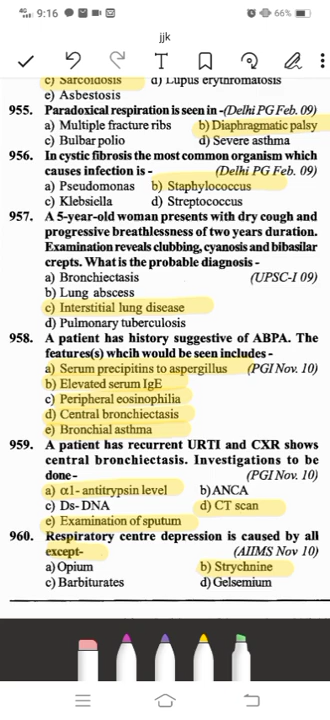 4G 9:16 66%
jjk
c) Sarcoidosis d) Lupus erythromatosis
e) Asbestosis
955. Paradoxical respiration is seen in -(Delhi PG Feb. 09)
a) Multiple fracture ribs b) Diaphragmatic palsy
c) Bulbar polio d) Severe asthma
956. In cystic fibrosis the most common organism which
causes infection is - (Delhi PG Feb. 09)
a) Pseudomonas b) Staphylococcus
c) Klebsiella d) Streptococcus
957. A 5-year-old woman presents with dry cough and
progressive breathlessness of two years duration.
Examination reveals clubbing, cyanosis and bibasilar
crepts. What is the probable diagnosis -
a) Bronchiectasis (UPSC-I 09)
b) Lung abscess
c) Interstitial lung disease
d) Pulmonary tuberculosis
958. A patient has history suggestive of ABPA. The
features(s) whcih would be seen includes -
a) Serum precipitins to aspergillus (PGI Nov. 10)
b) Elevated serum IgE
c) Peripheral eosinophilia
d) Central bronchiectasis
e) Bronchial asthma
959. A patient has recurrent URTI and CXR shows
central bronchiectasis. Investigations to be
done - (PGI Nov. 10)
a) α1- antitrypsin level b) ANCA
c) Ds- DNA d) CT scan
e) Examination of sputum
960. Respiratory centre depression is caused by all
except- (AIIMS Nov 10)
a) Opium b) Strychnine
c) Barbiturates d) Gelsemium